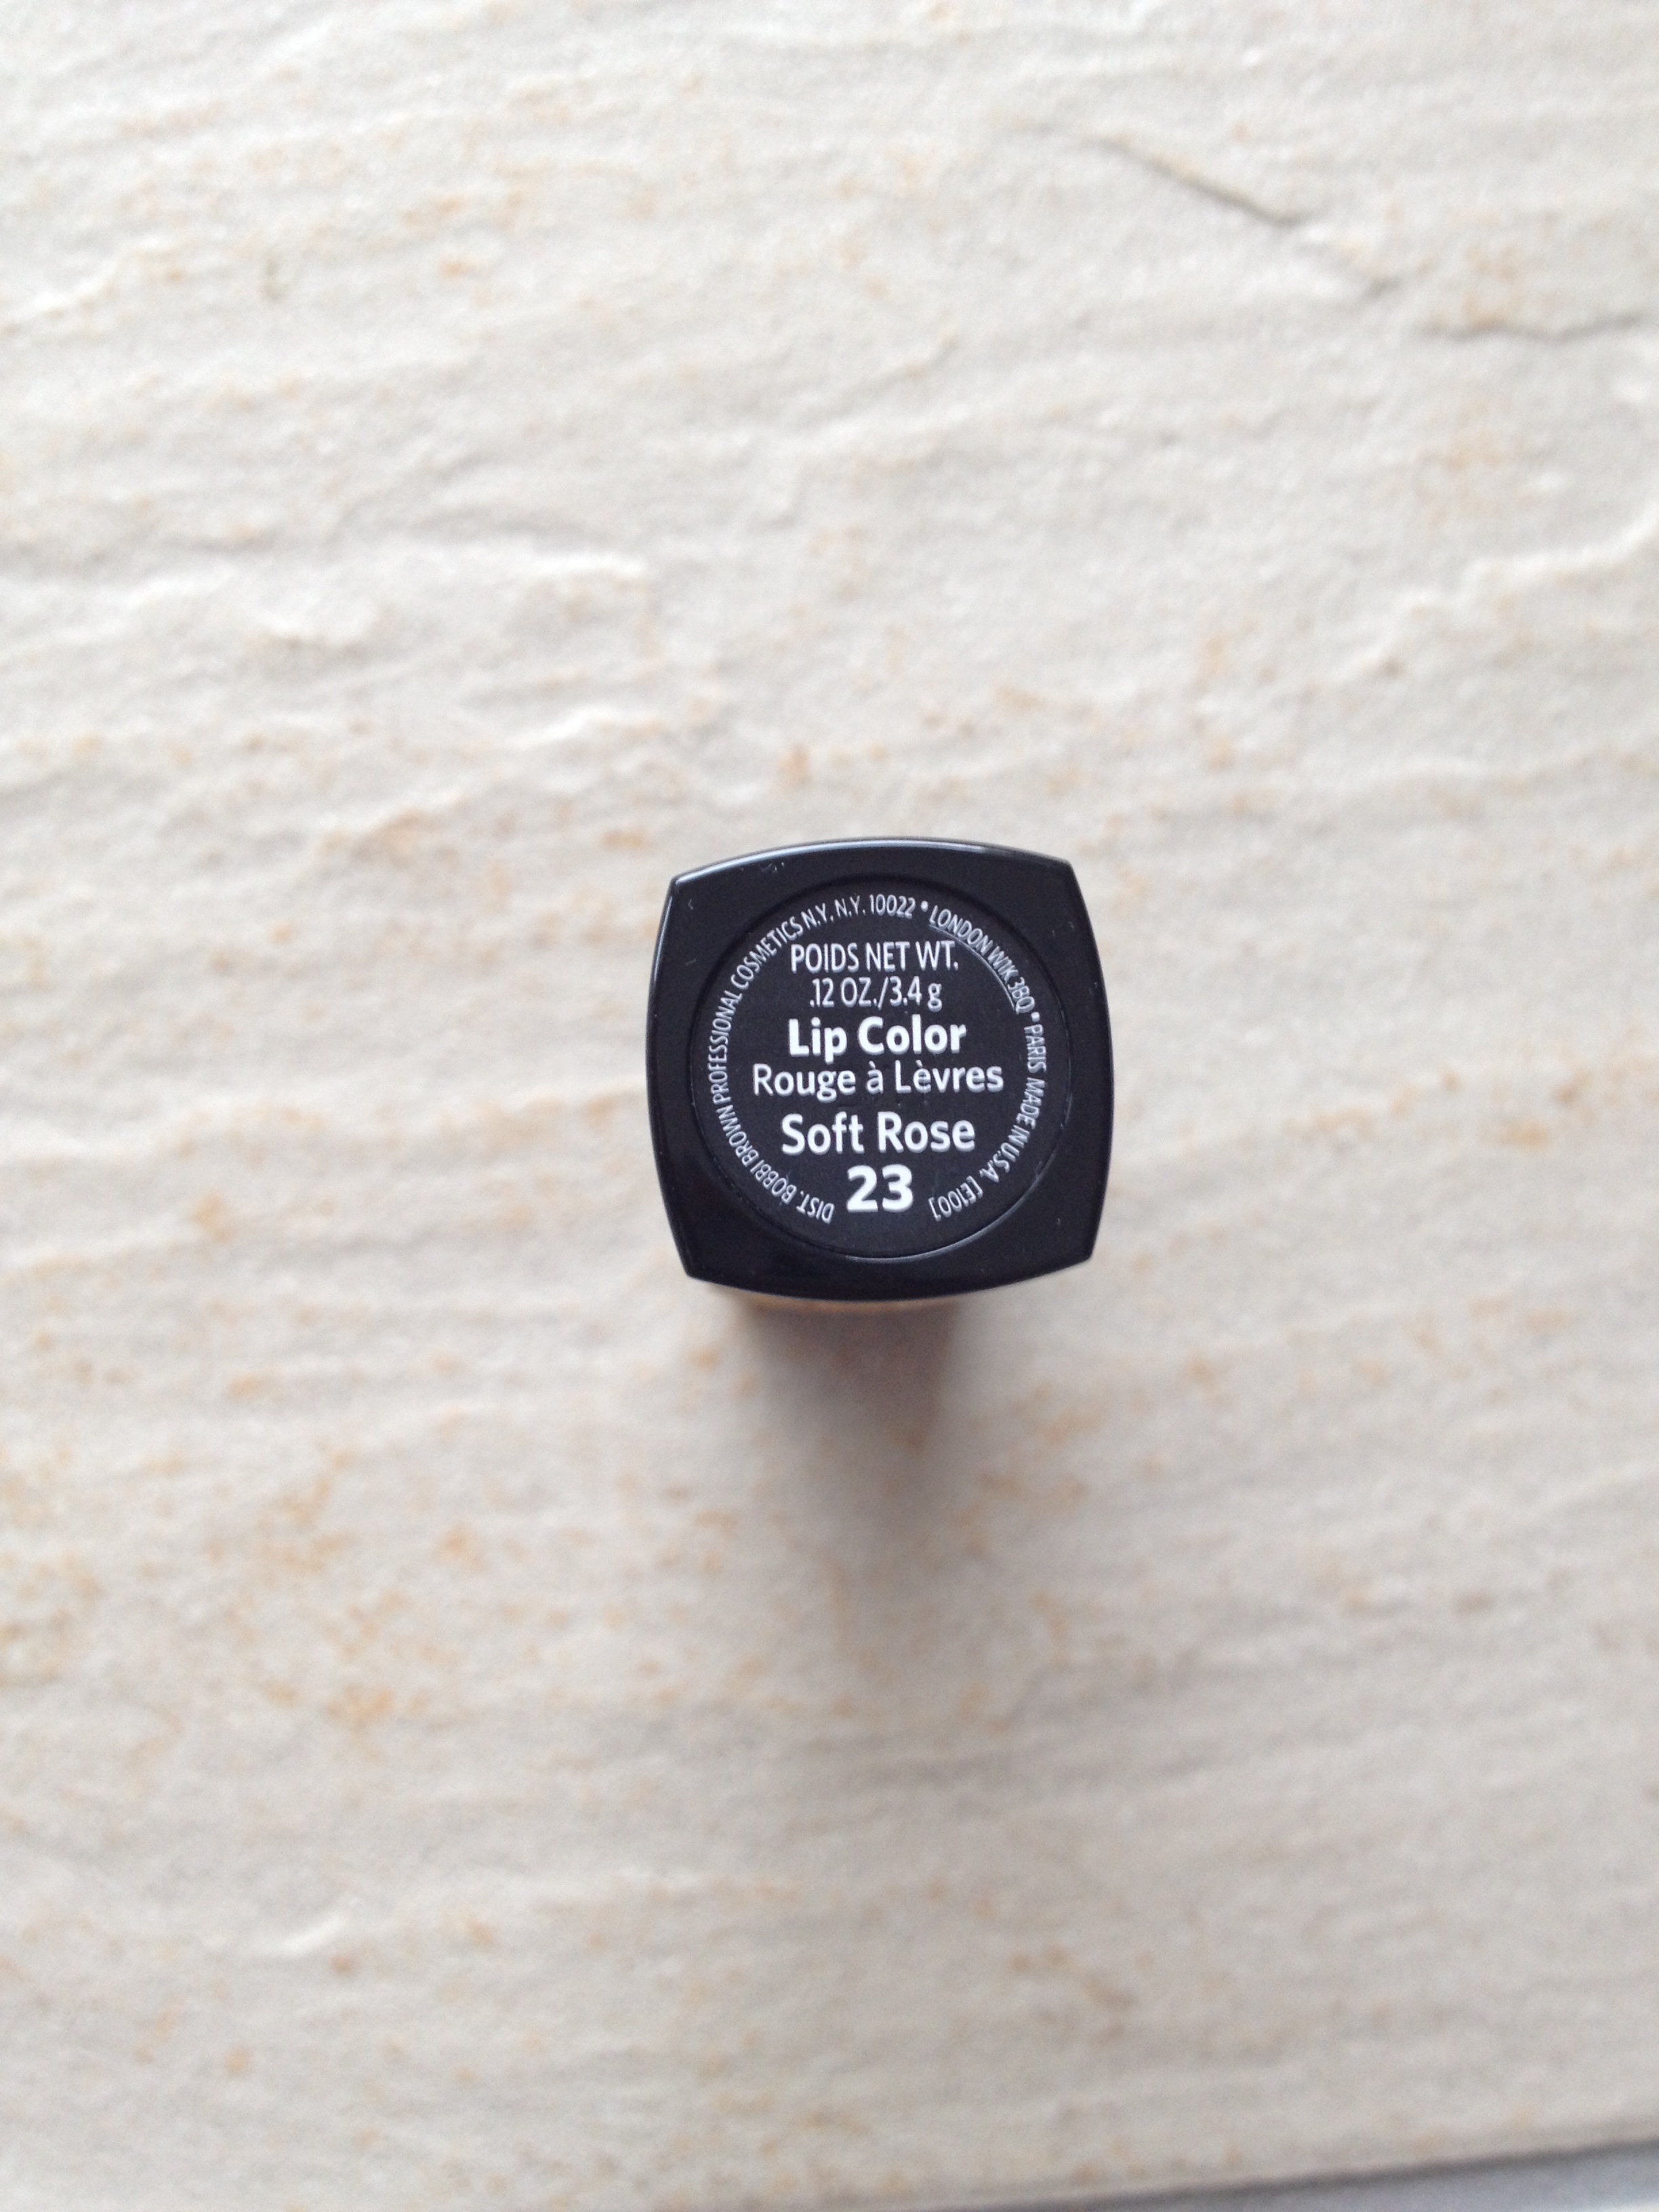 DIST. BOBBI BROWN PROFESSIONAL COSMETICS N.Y., N.Y. 10022 • LONDON W1K 3BQ • PARIS MADE IN U.S.A. [E100]
POIDS NET WT.
.12 OZ./3.4 g
Lip Color
Rouge à Lèvres
Soft Rose
23